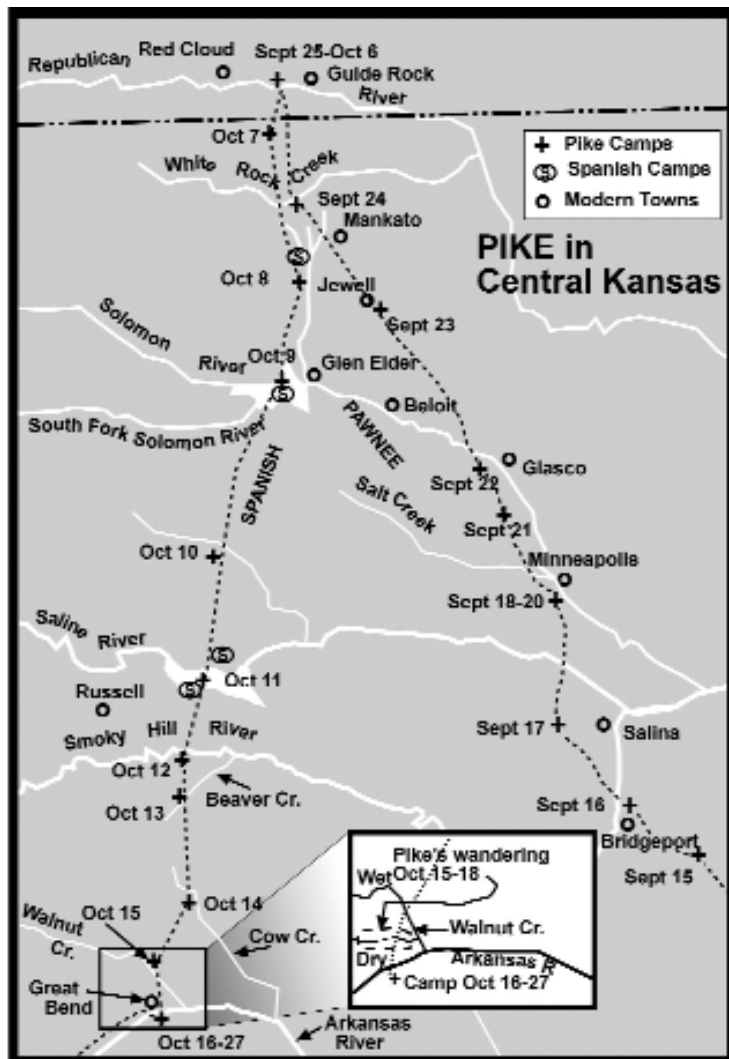 Red Cloud
Sept 25-Oct 6
Republican
Guide Rock
River
Oct 7
White Rock Creek
Pike Camps
S Spanish Camps
Modern Towns
Sept 24
Mankato
PIKE in
Central Kansas
S
Oct 8
Jewell
Sept 23
Solomon
River
Oct 9
Glen Elder
S
Beloit
South Fork Solomon River
PAWNEE
SPANISH
Glasco
Sept 22
Salt Creek
Sept 21
Oct 10
Minneapolis
Sept 18-20
Saline River
S
S
Oct 11
Russell
Smoky Hill River
Sept 17
Salina
Oct 12
Oct 13
Beaver Cr.
Sept 16
Bridgeport
Sept 15
Pike's wandering
Oct 15-18
Wet
Walnut Cr.
Dry
Arkansas R
Camp Oct 16-27
Oct 14
Oct 15
Walnut
Cr.
Cow Cr.
Great
Bend
Oct 16-27
Arkansas
River